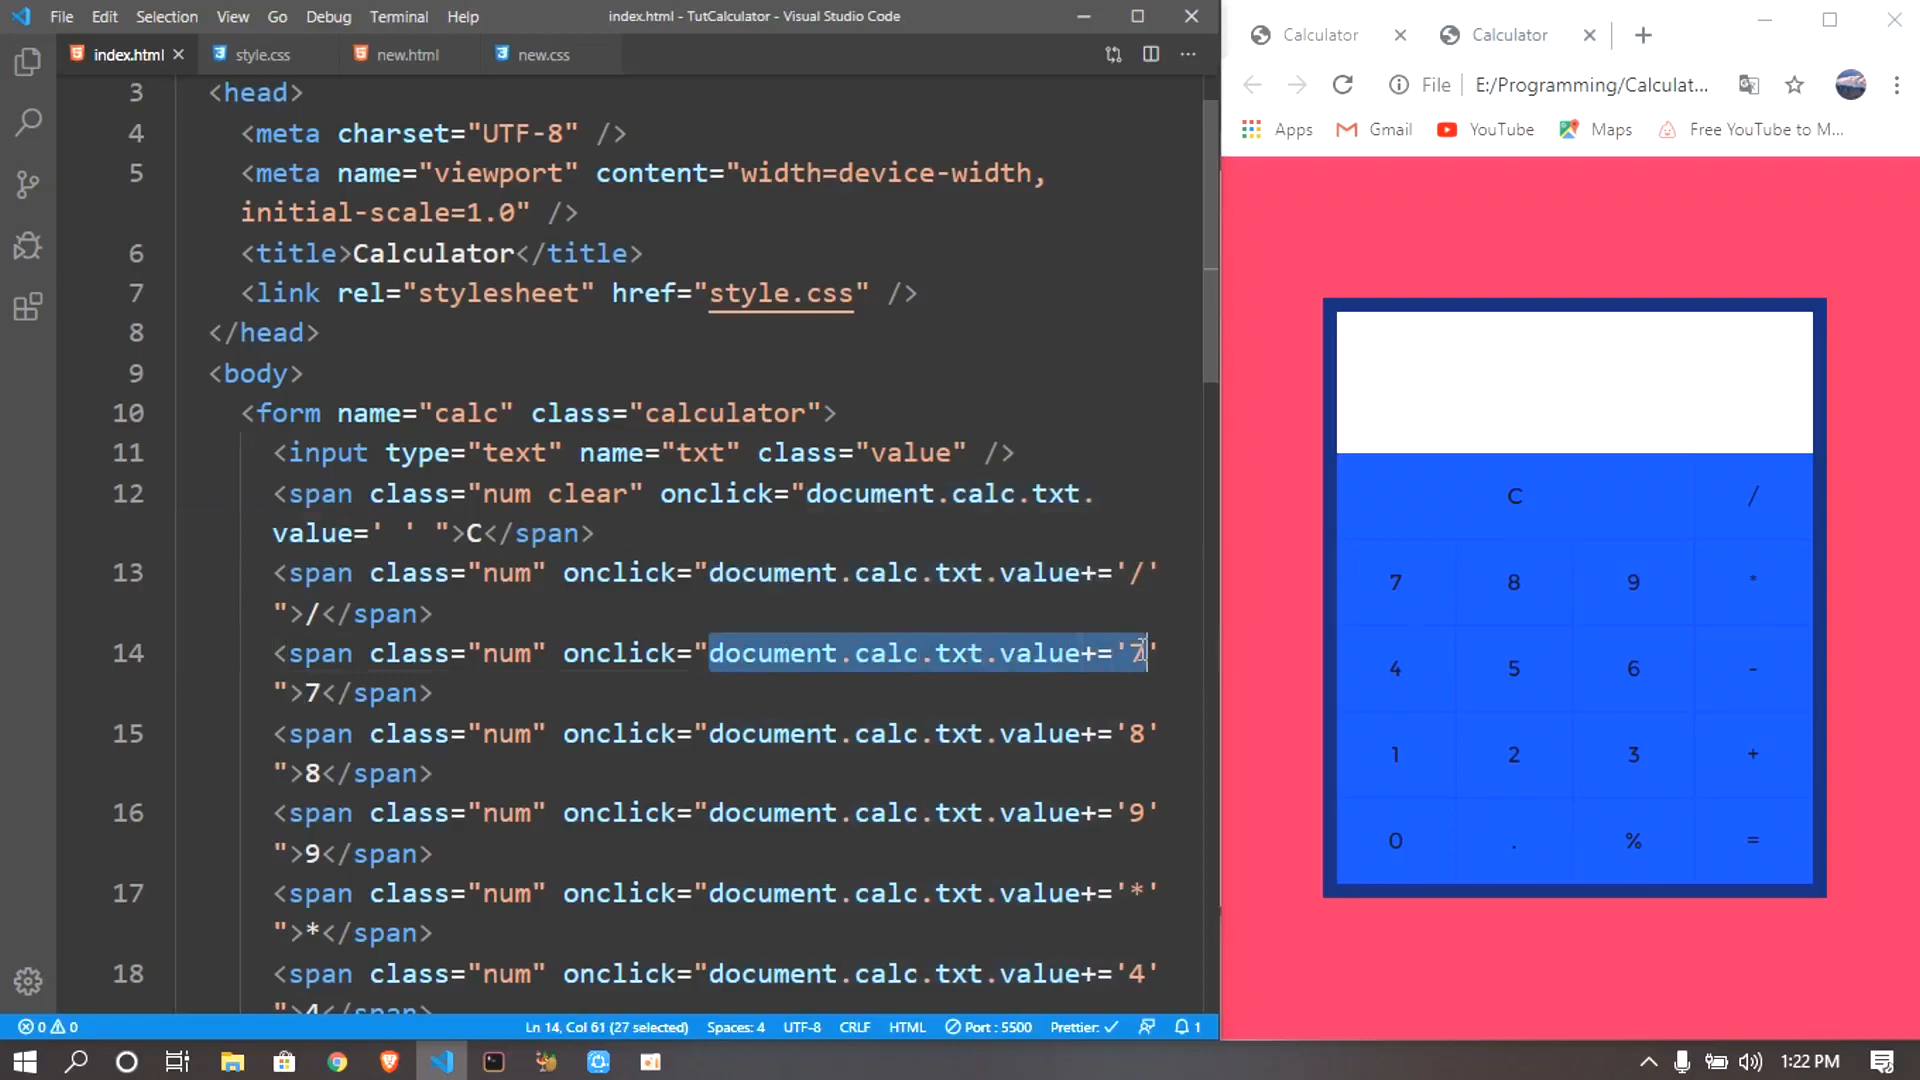 File Edit Selection View Go Debug Terminal Help index.html - TutCalculator - Visual Studio Code
index.html style.css new.html new.css
3 <head>
4 <meta charset="UTF-8" />
5 <meta name="viewport" content="width=device-width,
initial-scale=1.0" />
6 <title>Calculator</title>
7 <link rel="stylesheet" href="style.css" />
8 </head>
9 <body>
10 <form name="calc" class="calculator">
11 <input type="text" name="txt" class="value" />
12 <span class="num clear" onclick="document.calc.txt.
value=' ' ">C</span>
13 <span class="num" onclick="document.calc.txt.value+='/'
">/</span>
14 <span class="num" onclick="document.calc.txt.value+='7'
">7</span>
15 <span class="num" onclick="document.calc.txt.value+='8'
">8</span>
16 <span class="num" onclick="document.calc.txt.value+='9'
">9</span>
17 <span class="num" onclick="document.calc.txt.value+='*'
">*</span>
18 <span class="num" onclick="document.calc.txt.value+='4'
">4</span>
0 0 Ln 14, Col 61 (27 selected) Spaces: 4 UTF-8 CRLF HTML Port : 5500 Prettier: ✓ 1
Calculator Calculator
File E:/Programming/Calculat...
Apps Gmail YouTube Maps Free YouTube to M...
C /
7 8 9 *
4 5 6 -
1 2 3 +
0 . % =
1:22 PM